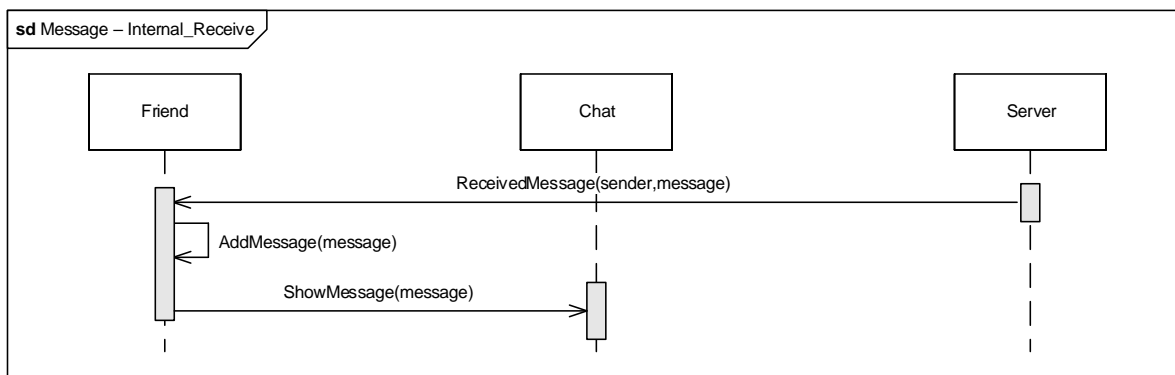 sd Message – Internal_Receive
Friend
Chat
Server
ReceivedMessage(sender,message)
AddMessage(message)
ShowMessage(message)